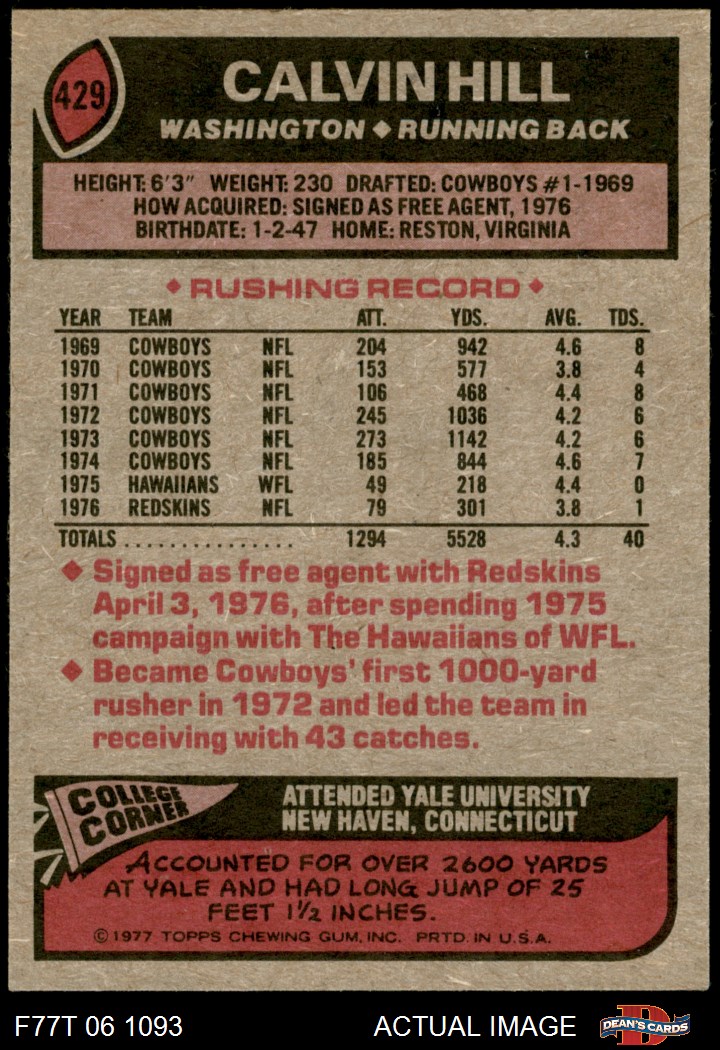 429
CALVIN HILL
WASHINGTON ◆ RUNNING BACK
HEIGHT: 6'3" WEIGHT: 230 DRAFTED: COWBOYS #1-1969
HOW ACQUIRED: SIGNED AS FREE AGENT, 1976
BIRTHDATE: 1-2-47 HOME: RESTON, VIRGINIA
◆ RUSHING RECORD ◆
YEAR TEAM ATT. YDS. AVG. TDS.
1969 COWBOYS NFL 204 942 4.6 8
1970 COWBOYS NFL 153 577 3.8 4
1971 COWBOYS NFL 106 468 4.4 8
1972 COWBOYS NFL 245 1036 4.2 6
1973 COWBOYS NFL 273 1142 4.2 6
1974 COWBOYS NFL 185 844 4.6 7
1975 HAWAIIANS WFL 49 218 4.4 0
1976 REDSKINS NFL 79 301 3.8 1
TOTALS ................ 1294 5528 4.3 40
◆ Signed as free agent with Redskins
April 3, 1976, after spending 1975
campaign with The Hawaiians of WFL.
◆ Became Cowboys' first 1000-yard
rusher in 1972 and led the team in
receiving with 43 catches.
COLLEGE
CORNER
ATTENDED YALE UNIVERSITY
NEW HAVEN, CONNECTICUT
ACCOUNTED FOR OVER 2600 YARDS
AT YALE AND HAD LONG JUMP OF 25
FEET 1½ INCHES.
© 1977 TOPPS CHEWING GUM, INC. PRTD. IN U.S.A.
F77T 06 1093 ACTUAL IMAGE
D
DEAN'S CARDS